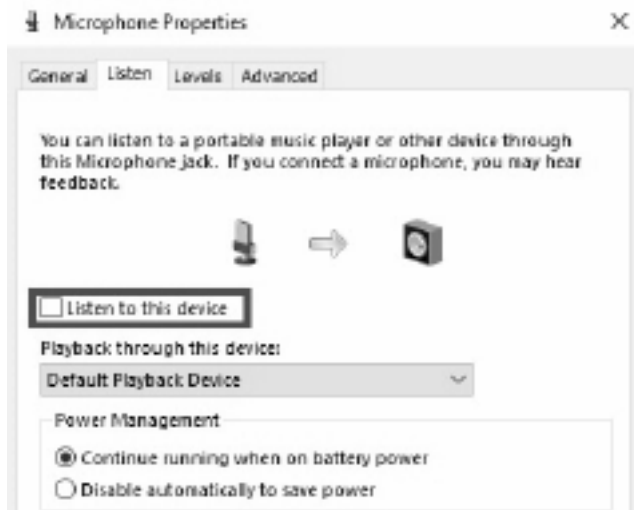 Microphone Properties
General Listen Levels Advanced
You can listen to a portable music player or other device through
this Microphone jack. If you connect a microphone, you may hear
feedback.
Listen to this device
Playback through this device:
Default Playback Device
Power Management
Continue running when on battery power
Disable automatically to save power